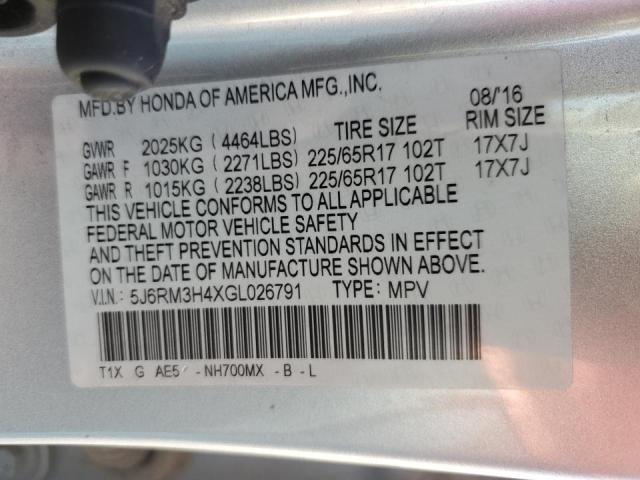 MFD.BY HONDA OF AMERICA MFG.,INC. 08/'16
GVWR 2025KG (4464LBS) TIRE SIZE RIM SIZE
GAWR F 1030KG (2271LBS) 225/65R17 102T 17X7J
GAWR R 1015KG (2238LBS) 225/65R17 102T 17X7J
THIS VEHICLE CONFORMS TO ALL APPLICABLE
FEDERAL MOTOR VEHICLE SAFETY
AND THEFT PREVENTION STANDARDS IN EFFECT
ON THE DATE OF MANUFACTURE SHOWN ABOVE.
V.I.N.: 5J6RM3H4XGL026791 TYPE: MPV
T1X G AE5 -NH700MX -B -L